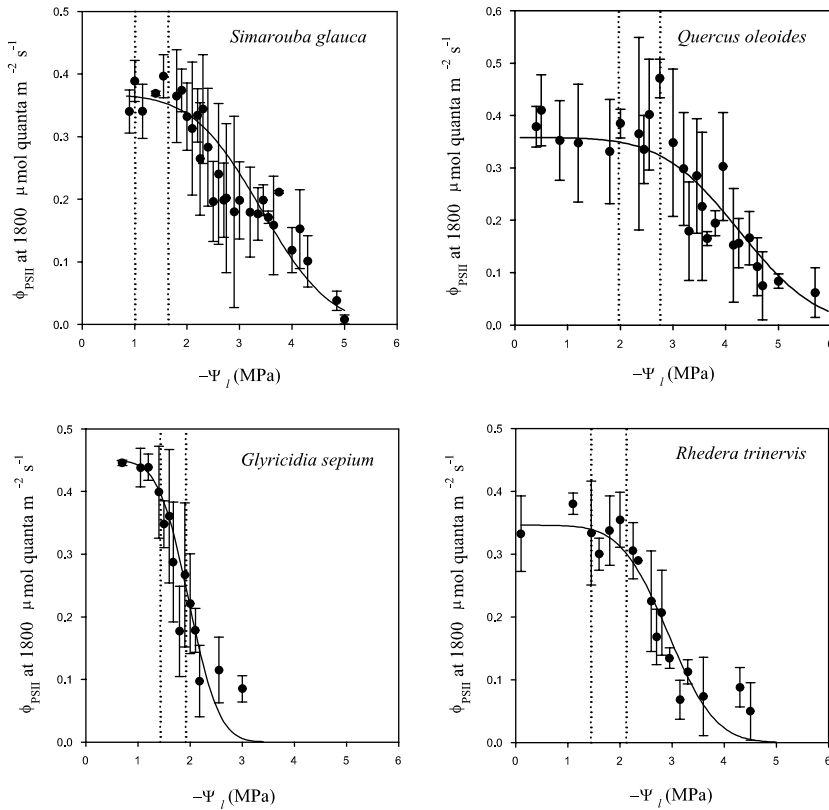 Simarouba glauca
ϕPSII at 1800 μ mol quanta m⁻² s⁻¹
0.5
0.4
0.3
0.2
0.1
0.0
0 1 2 3 4 5 6
−Ψl (MPa)
Quercus oleoides
ϕPSII at 1800 μ mol quanta m⁻² s⁻¹
0.6
0.5
0.4
0.3
0.2
0.1
0.0
0 1 2 3 4 5 6
−Ψl (MPa)
Glyricidia sepium
ϕPSII at 1800 μ mol quanta m⁻² s⁻¹
0.5
0.4
0.3
0.2
0.1
0.0
0 1 2 3 4 5 6
−Ψl (MPa)
Rhedera trinervis
ϕPSII at 1800 μ mol quanta m⁻² s⁻¹
0.5
0.4
0.3
0.2
0.1
0.0
0 1 2 3 4 5 6
−Ψl (MPa)